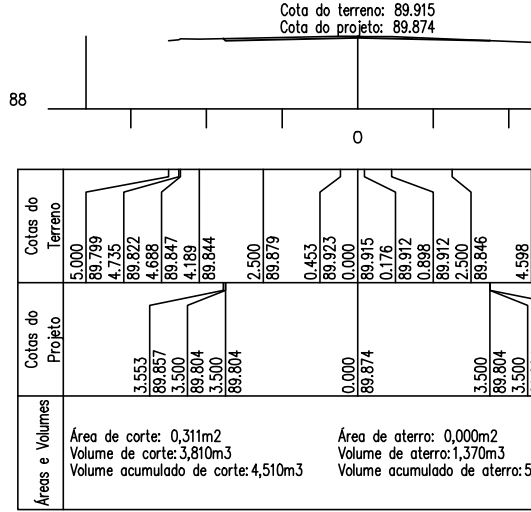 Cota do terreno: 89.915
Cota do projeto: 89.874
88
0
Cotas do
Terreno
5.000
89.799
4.735
89.822
4.688
89.847
4.189
89.844
2.500
89.879
0.453
89.923
0.000
89.915
0.176
89.912
0.898
89.912
2.500
89.846
4.598
Cotas do
Projeto
3.553
89.857
3.500
89.804
3.500
89.804
0.000
89.874
3.500
89.804
3.500
Áreas e Volumes
Área de corte: 0,311m2
Volume de corte: 3,810m3
Volume acumulado de corte: 4,510m3
Área de aterro: 0,000m2
Volume de aterro: 1,370m3
Volume acumulado de aterro: 5